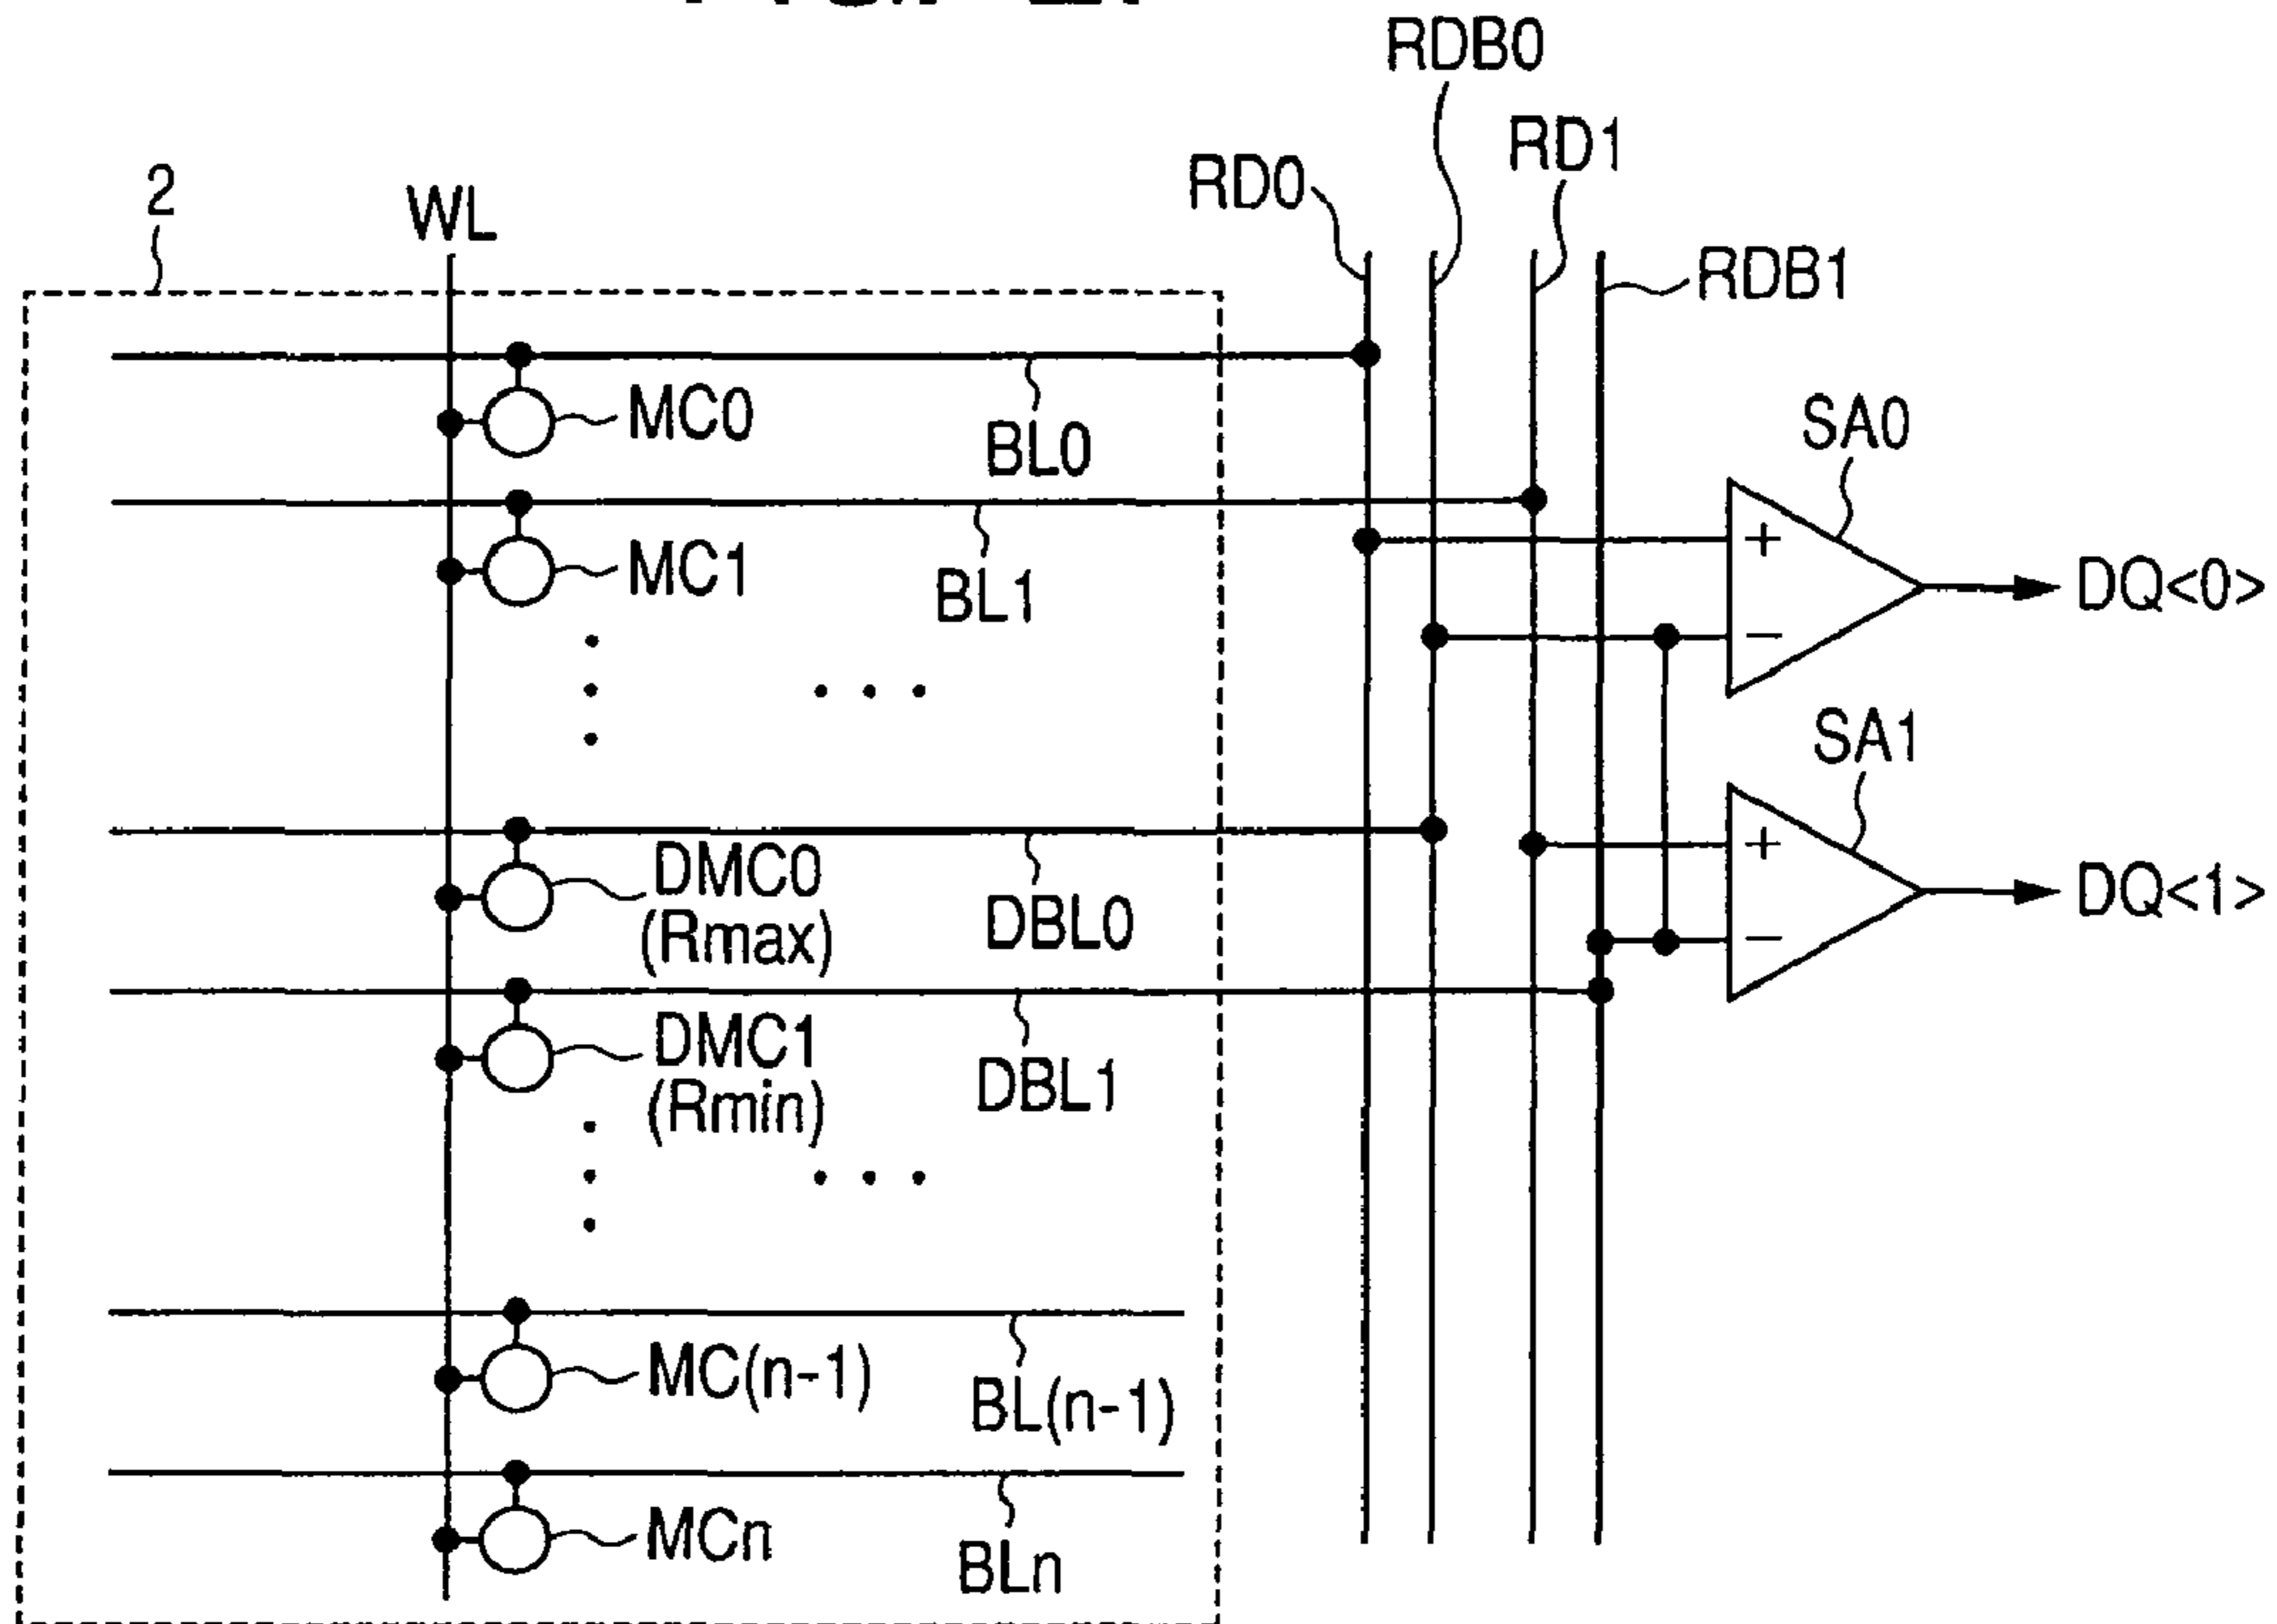 RDB0
RD1
RD0
2
WL
RDB1
MC0
BL0
SA0
MC1
BL1
+
DQ<0>
−
SA1
DMC0
(Rmax)
DBL0
+
DQ<1>
−
DMC1
(Rmin)
DBL1
MC(n-1)
BL(n-1)
MCn
BLn